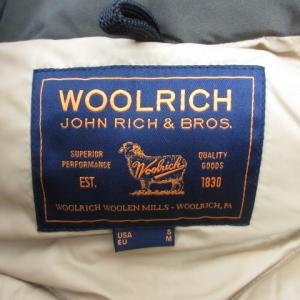 WOOLRICH
JOHN RICH & BROS.
SUPERIOR PERFORMANCE
QUALITY GOODS
Woolrich
EST. 1830
WOOLRICH WOOLEN MILLS - WOOLRICH, PA
USA S
EU M